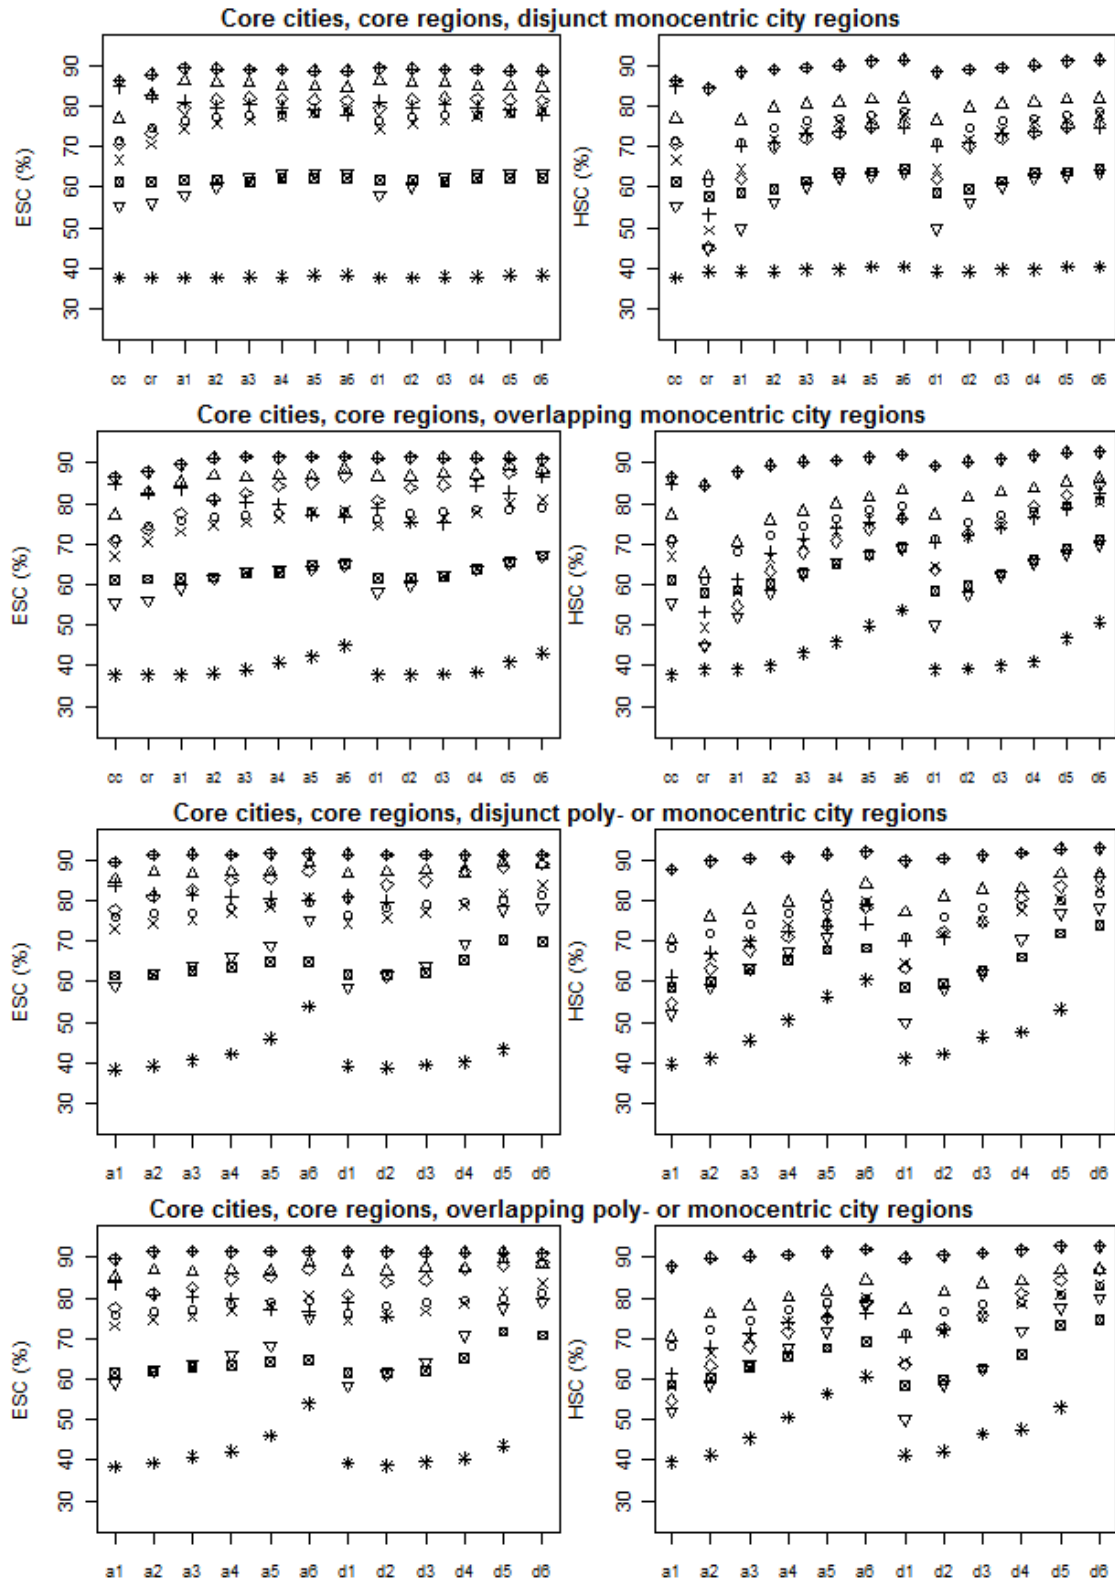 Core cities, core regions, disjunct monocentric city regions
ESC (%)
90
80
70
60
50
40
30
cc cr a1 a2 a3 a4 a5 a6 d1 d2 d3 d4 d5 d6
HSC (%)
90
80
70
60
50
40
30
cc cr a1 a2 a3 a4 a5 a6 d1 d2 d3 d4 d5 d6
Core cities, core regions, overlapping monocentric city regions
ESC (%)
90
80
70
60
50
40
30
cc cr a1 a2 a3 a4 a5 a6 d1 d2 d3 d4 d5 d6
HSC (%)
90
80
70
60
50
40
30
cc cr a1 a2 a3 a4 a5 a6 d1 d2 d3 d4 d5 d6
Core cities, core regions, disjunct poly- or monocentric city regions
ESC (%)
90
80
70
60
50
40
30
a1 a2 a3 a4 a5 a6 d1 d2 d3 d4 d5 d6
HSC (%)
90
80
70
60
50
40
30
a1 a2 a3 a4 a5 a6 d1 d2 d3 d4 d5 d6
Core cities, core regions, overlapping poly- or monocentric city regions
ESC (%)
90
80
70
60
50
40
30
a1 a2 a3 a4 a5 a6 d1 d2 d3 d4 d5 d6
HSC (%)
90
80
70
60
50
40
30
a1 a2 a3 a4 a5 a6 d1 d2 d3 d4 d5 d6